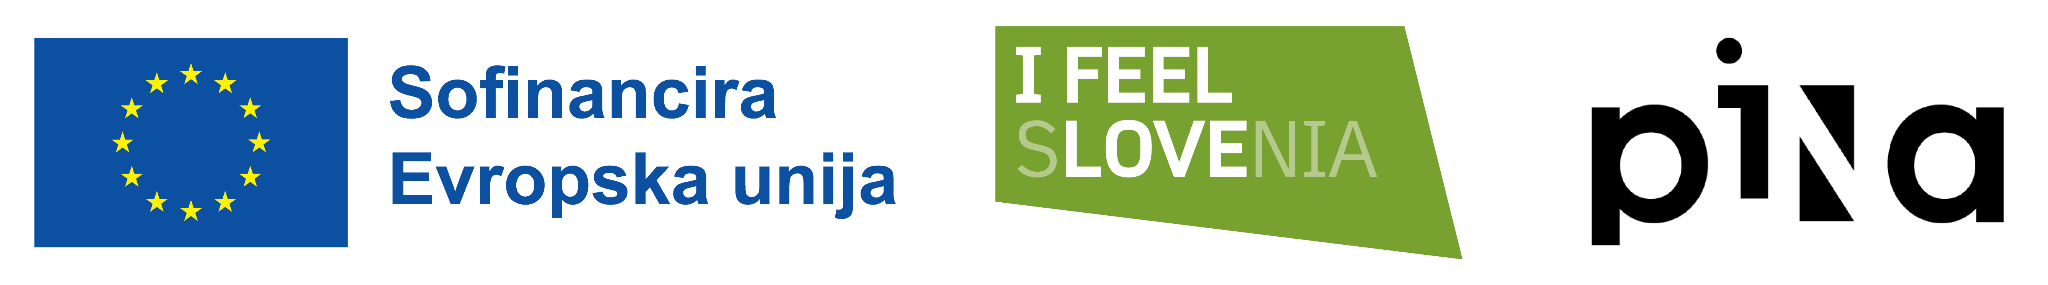 Sofinancira
Evropska unija
I FEEL
SLOVENIA
piNa